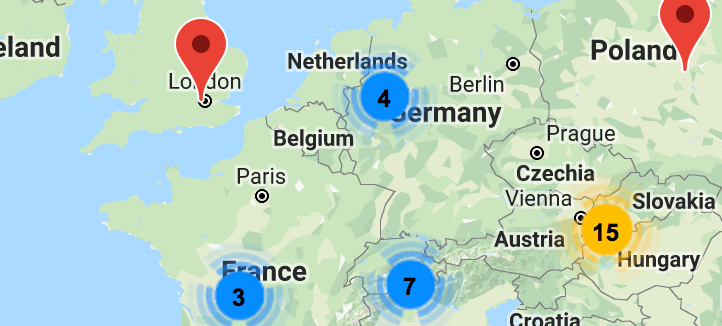 eland
London
Netherlands
Poland
Berlin
4
Germany
Belgium
Prague
Czechia
Paris
Vienna
Slovakia
15
Austria
Hungary
France
7
3
Croatia